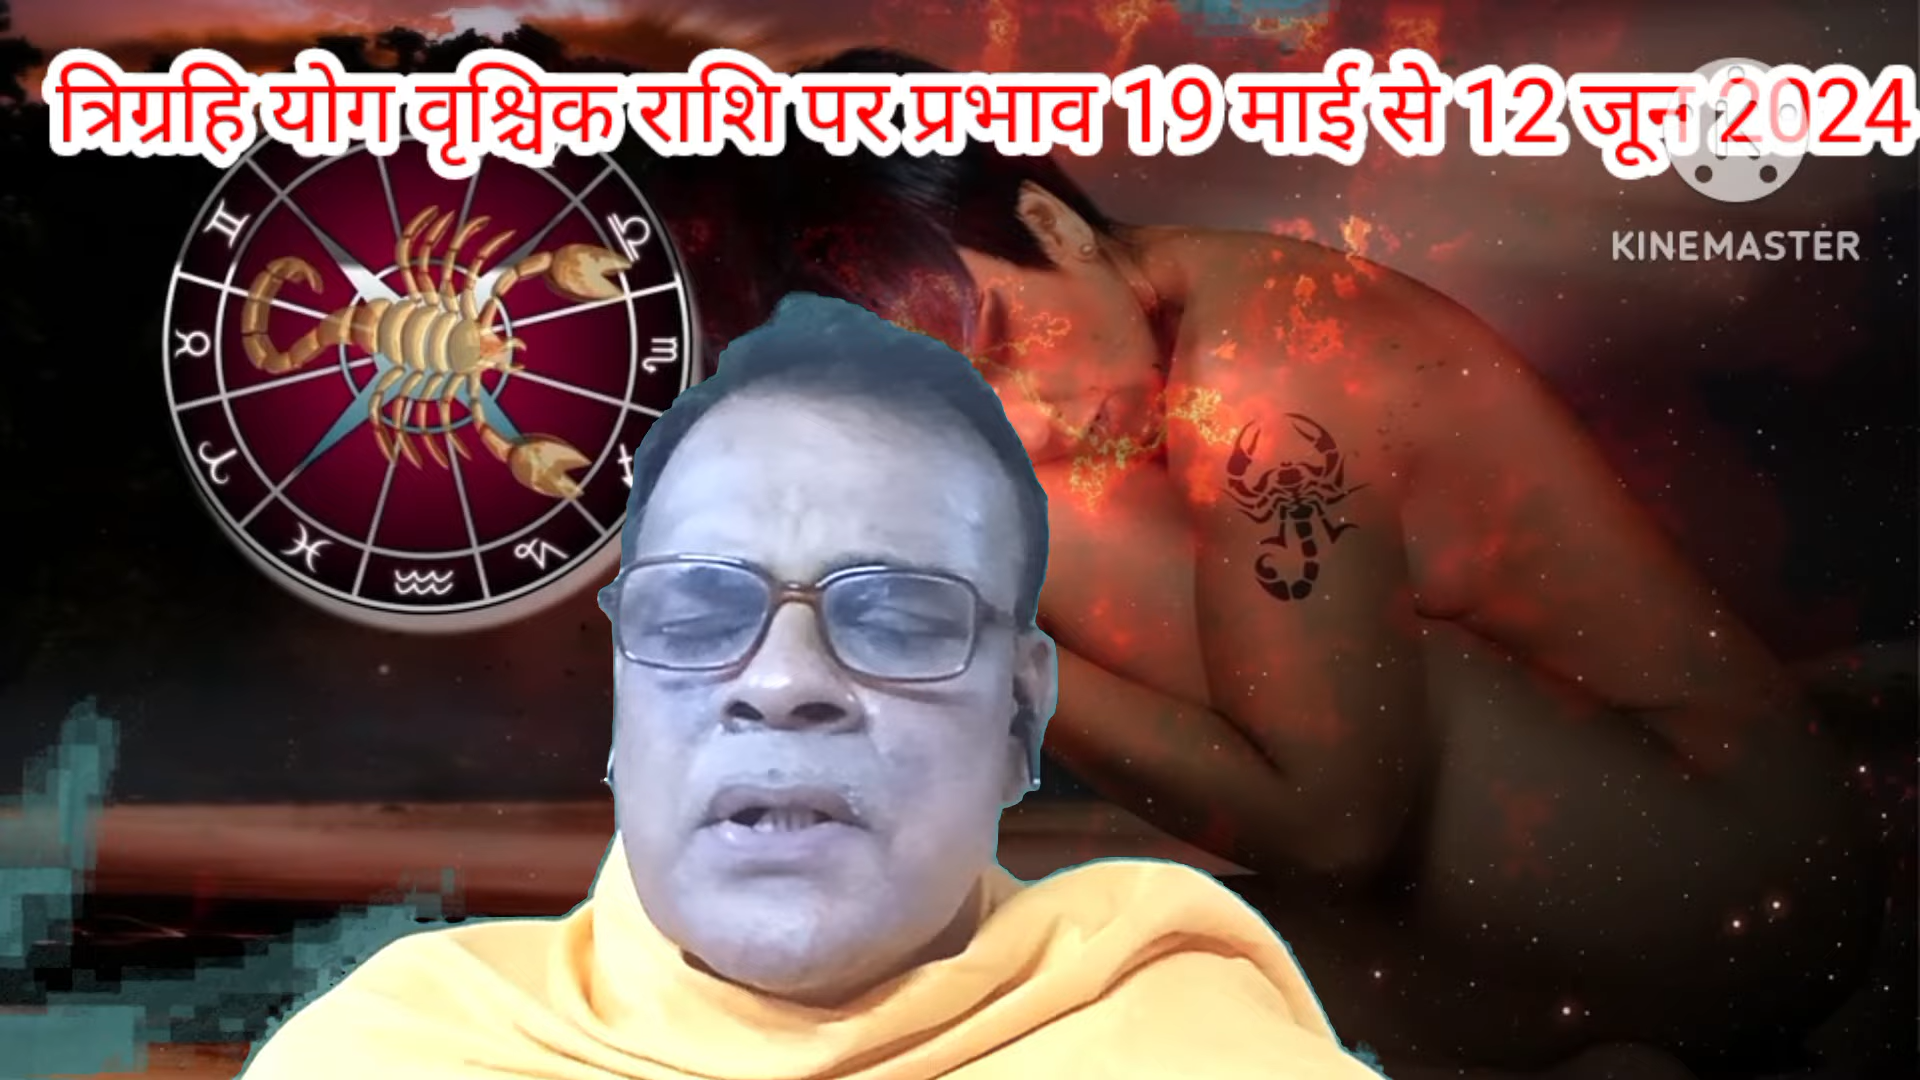 त्रिग्रहि योग वृश्चिक राशि पर प्रभाव 19 माई से 12 जून 2024
KINEMASTER